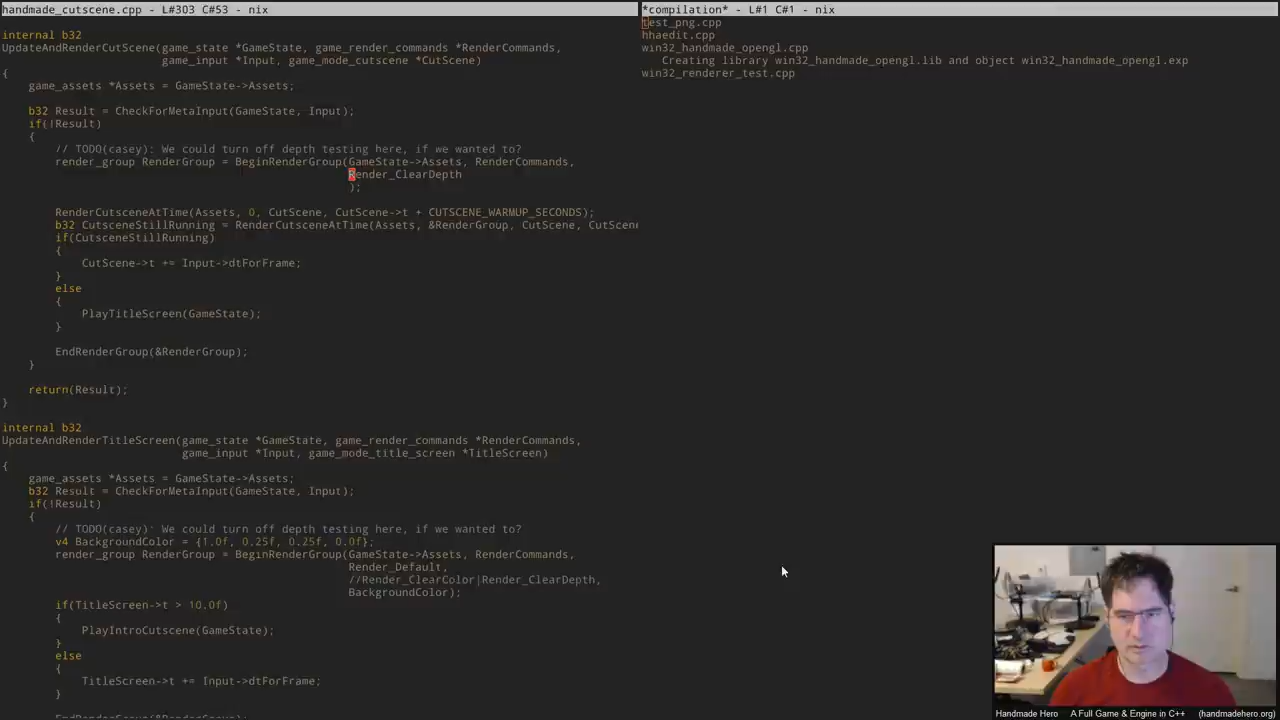 handmade_cutscene.cpp - L#303 C#53 - nix
internal b32
UpdateAndRenderCutScene(game_state *GameState, game_render_commands *RenderCommands,
game_input *Input, game_mode_cutscene *CutScene)
{
game_assets *Assets = GameState->Assets;
b32 Result = CheckForMetaInput(GameState, Input);
if(!Result)
{
// TODO(casey): We could turn off depth testing here, if we wanted to?
render_group RenderGroup = BeginRenderGroup(GameState->Assets, RenderCommands,
Render_ClearDepth
);
RenderCutsceneAtTime(Assets, 0, CutScene, CutScene->t + CUTSCENE_WARMUP_SECONDS);
b32 CutsceneStillRunning = RenderCutsceneAtTime(Assets, &RenderGroup, CutScene, CutScene
if(CutsceneStillRunning)
{
CutScene->t += Input->dtForFrame;
}
else
{
PlayTitleScreen(GameState);
}
EndRenderGroup(&RenderGroup);
}
return(Result);
}
internal b32
UpdateAndRenderTitleScreen(game_state *GameState, game_render_commands *RenderCommands,
game_input *Input, game_mode_title_screen *TitleScreen)
{
game_assets *Assets = GameState->Assets;
b32 Result = CheckForMetaInput(GameState, Input);
if(!Result)
{
// TODO(casey): We could turn off depth testing here, if we wanted to?
v4 BackgroundColor = {1.0f, 0.25f, 0.25f, 0.0f};
render_group RenderGroup = BeginRenderGroup(GameState->Assets, RenderCommands,
Render_Default,
//Render_ClearColor|Render_ClearDepth,
BackgroundColor);
if(TitleScreen->t > 10.0f)
{
PlayIntroCutscene(GameState);
}
else
{
TitleScreen->t += Input->dtForFrame;
}
*compilation* - L#1 C#1 - nix
test_png.cpp
hhaedit.cpp
win32_handmade_opengl.cpp
Creating library win32_handmade_opengl.lib and object win32_handmade_opengl.exp
win32_renderer_test.cpp
Handmade Hero A Full Game & Engine in C++ (handmadehero.org)